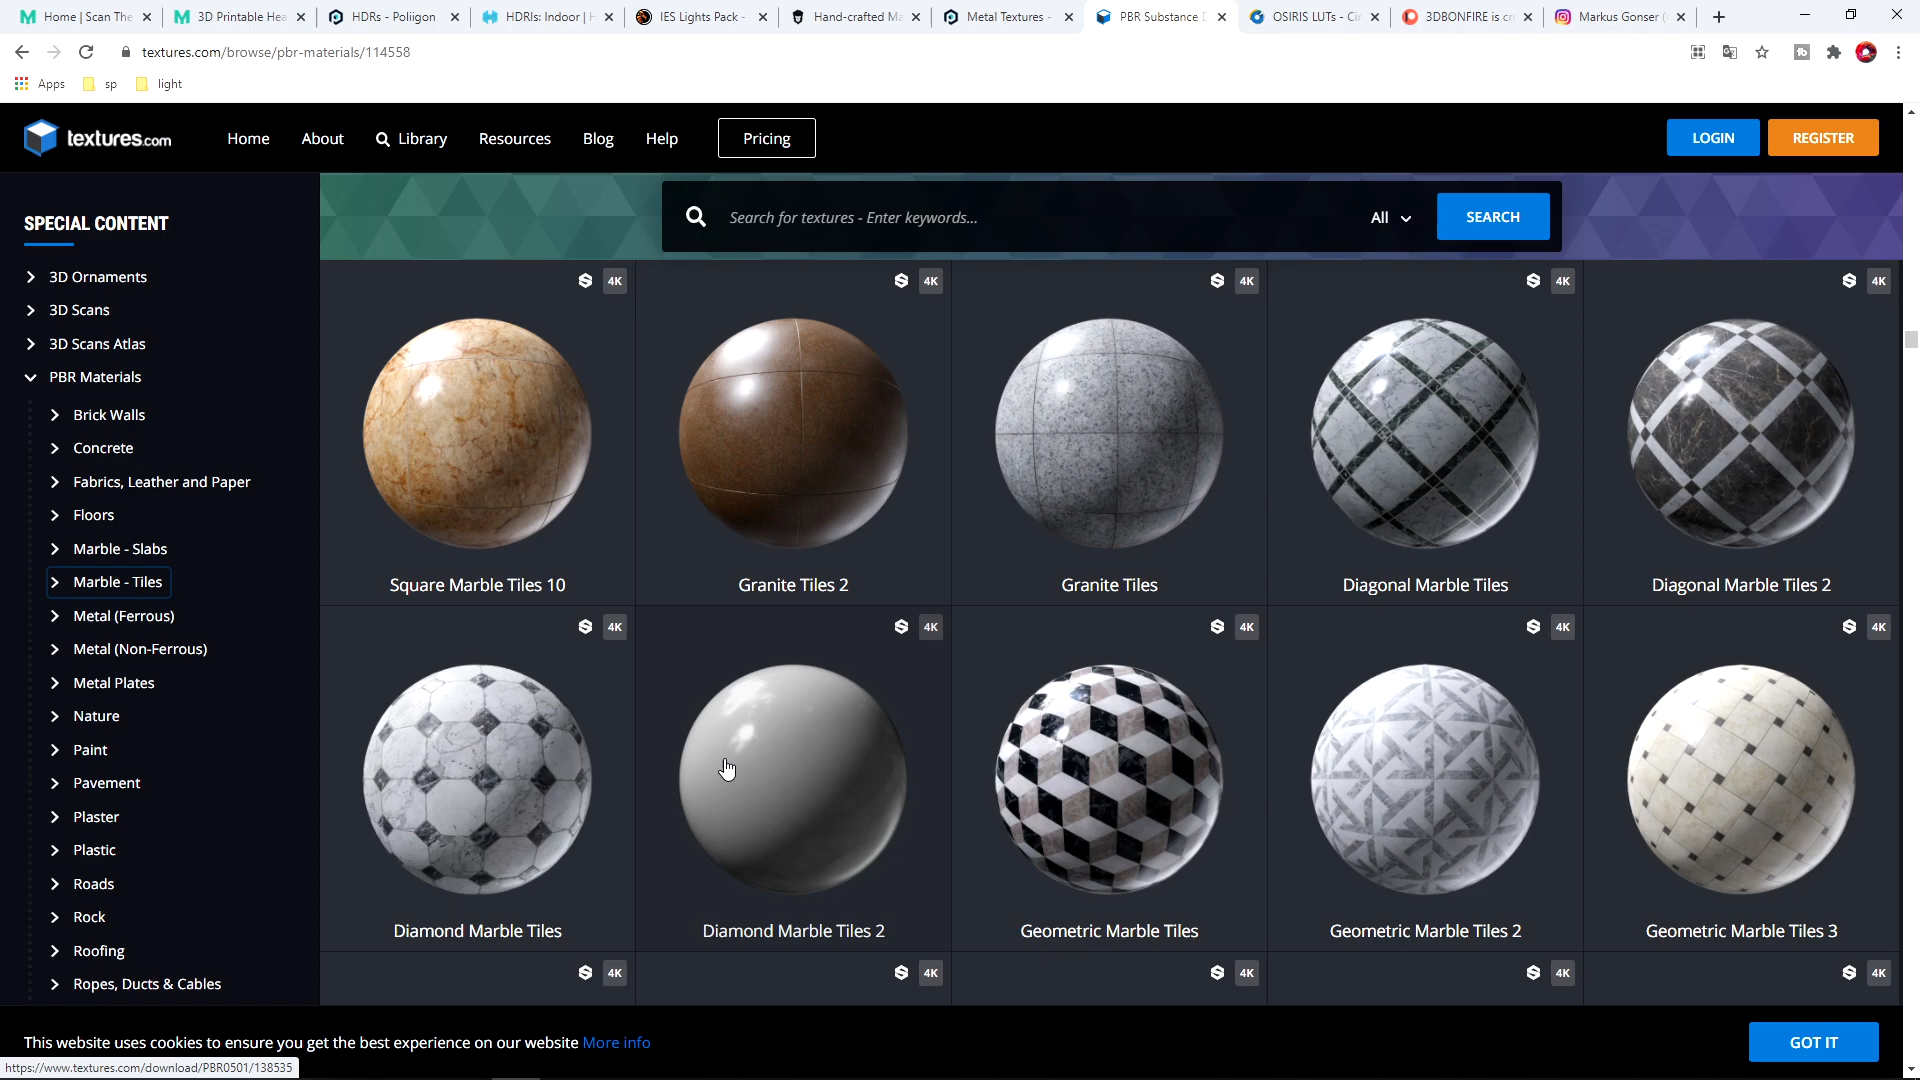 Home | Scan The
3D Printable Hea
HDRs - Poliigon
HDRIs: Indoor | H
IES Lights Pack -
Hand-crafted M
Metal Textures -
PBR Substance
OSIRIS LUTs - Cin
3DBONFIRE is cr
Markus Gonser (
textures.com/browse/pbr-materials/114558
Apps
sp
light
textures.com
Home
About
Library
Resources
Blog
Help
Pricing
LOGIN
REGISTER
Search for textures - Enter keywords...
All
SEARCH
SPECIAL CONTENT
3D Ornaments
3D Scans
3D Scans Atlas
PBR Materials
Brick Walls
Concrete
Fabrics, Leather and Paper
Floors
Marble - Slabs
Marble - Tiles
Metal (Ferrous)
Metal (Non-Ferrous)
Metal Plates
Nature
Paint
Pavement
Plaster
Plastic
Roads
Rock
Roofing
Ropes, Ducts & Cables
4K
4K
4K
4K
4K
Square Marble Tiles 10
Granite Tiles 2
Granite Tiles
Diagonal Marble Tiles
Diagonal Marble Tiles 2
4K
4K
4K
4K
4K
Diamond Marble Tiles
Diamond Marble Tiles 2
Geometric Marble Tiles
Geometric Marble Tiles 2
Geometric Marble Tiles 3
4K
4K
4K
4K
4K
This website uses cookies to ensure you get the best experience on our website More info
GOT IT
https://www.textures.com/download/PBR0501/138535